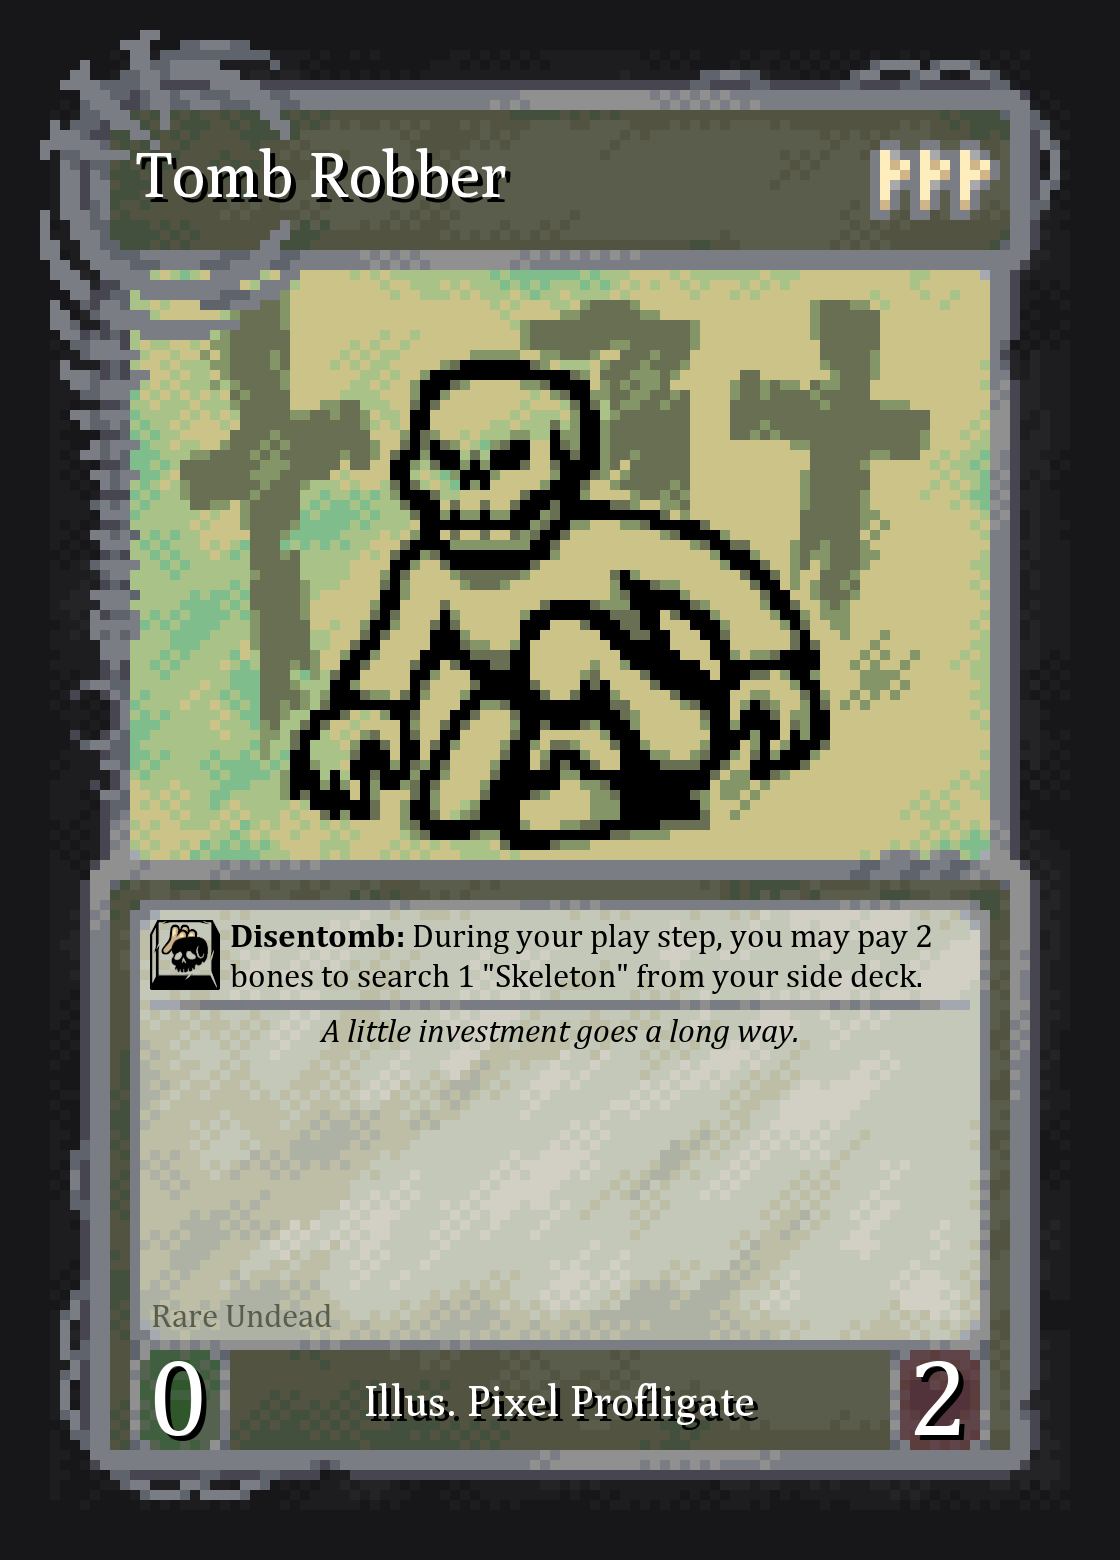 Tomb Robber
Disentomb: During your play step, you may pay 2
bones to search 1 "Skeleton" from your side deck.
A little investment goes a long way.
Rare Undead
0
Illus. Pixel Profligate
2